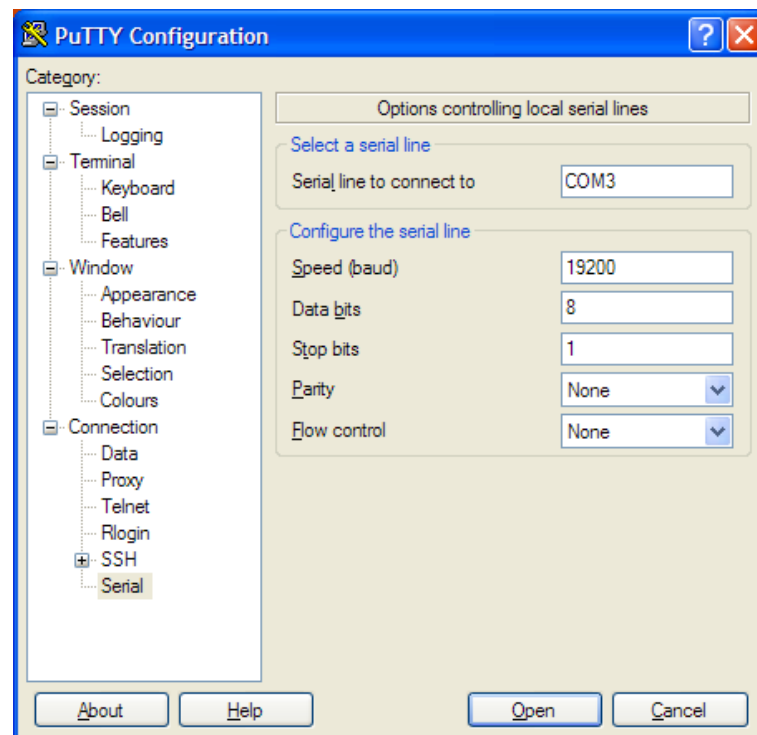 PuTTY Configuration
Category:
Session
Logging
Terminal
Keyboard
Bell
Features
Window
Appearance
Behaviour
Translation
Selection
Colours
Connection
Data
Proxy
Telnet
Rlogin
SSH
Serial
Options controlling local serial lines
Select a serial line
Serial line to connect to COM3
Configure the serial line
Speed (baud) 19200
Data bits 8
Stop bits 1
Parity None
Flow control None
About Help Open Cancel